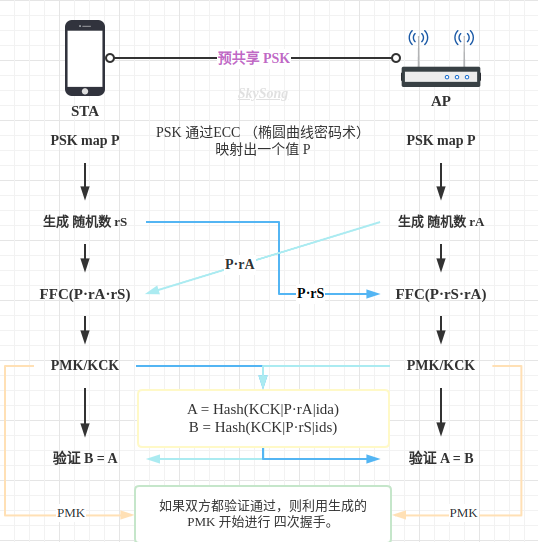 预共享 PSK
SkySong
STA
AP
PSK map P
PSK 通过ECC （椭圆曲线密码术）
映射出一个值 P
PSK map P
生成 随机数 rS
生成 随机数 rA
P·rA
FFC(P·rA·rS)
P·rS
FFC(P·rS·rA)
PMK/KCK
PMK/KCK
A = Hash(KCK|P·rA|ida)
B = Hash(KCK|P·rS|ids)
验证 B = A
验证 A = B
如果双方都验证通过，则利用生成的
PMK 开始进行 四次握手。
PMK
PMK